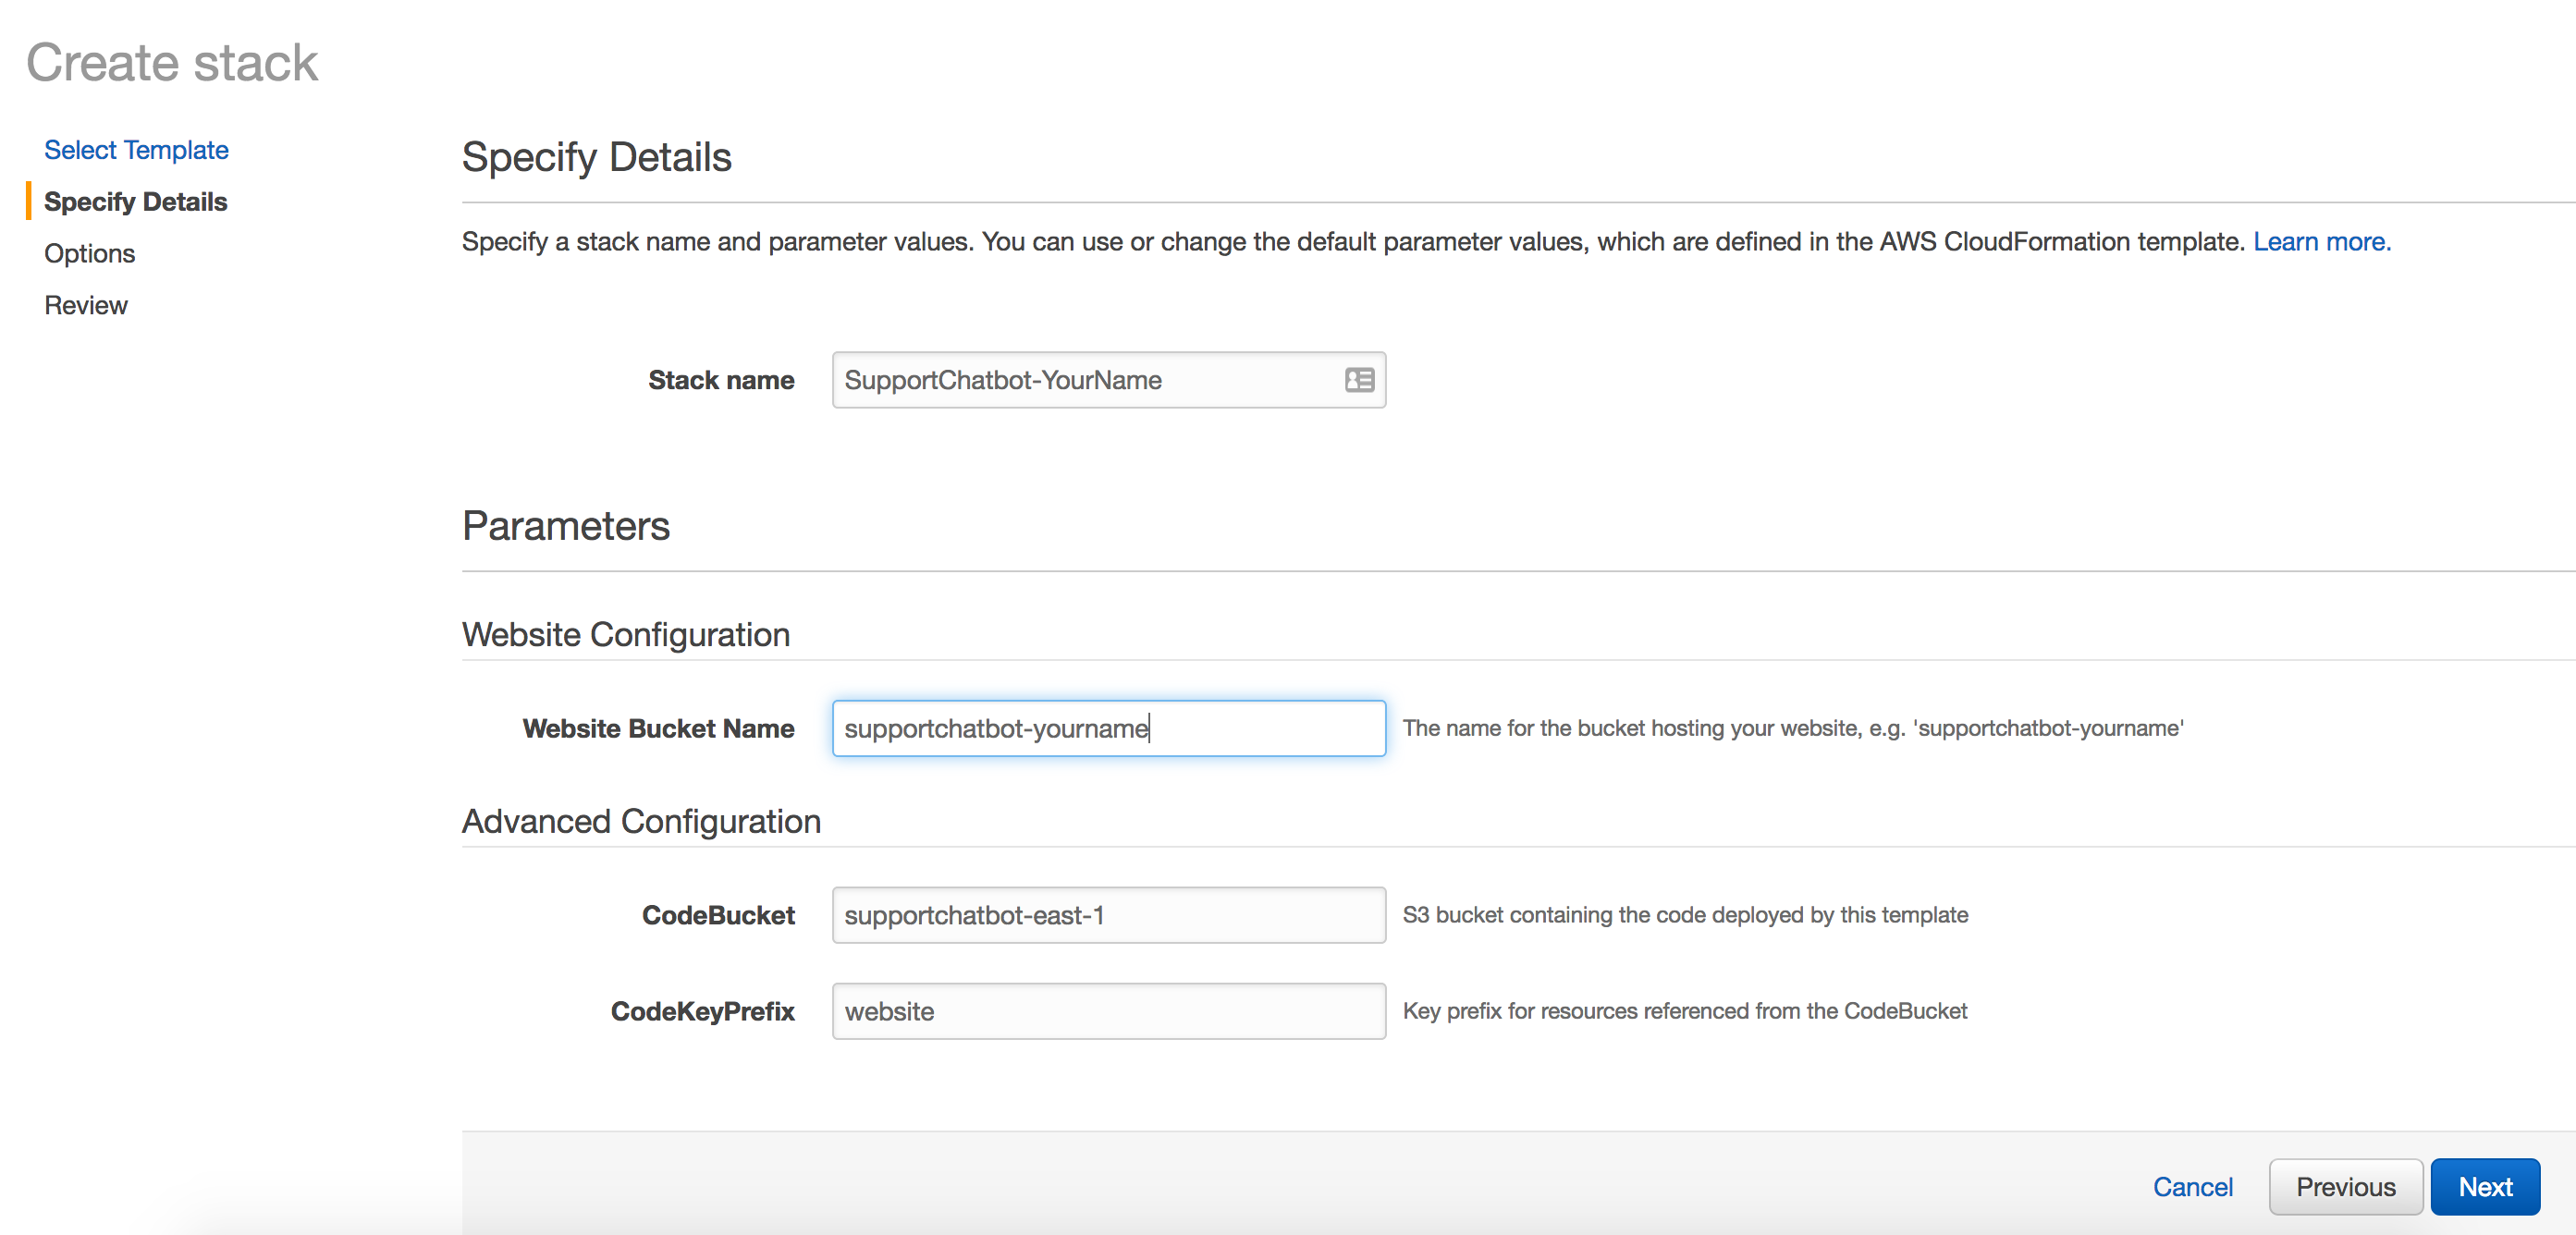 Create stack
Select Template
Specify Details
Options
Review
Specify Details
Specify a stack name and parameter values. You can use or change the default parameter values, which are defined in the AWS CloudFormation template. Learn more.
Stack name SupportChatbot-YourName
Parameters
Website Configuration
Website Bucket Name supportchatbot-yourname The name for the bucket hosting your website, e.g. 'supportchatbot-yourname'
Advanced Configuration
CodeBucket supportchatbot-east-1 S3 bucket containing the code deployed by this template
CodeKeyPrefix website Key prefix for resources referenced from the CodeBucket
Cancel Previous Next